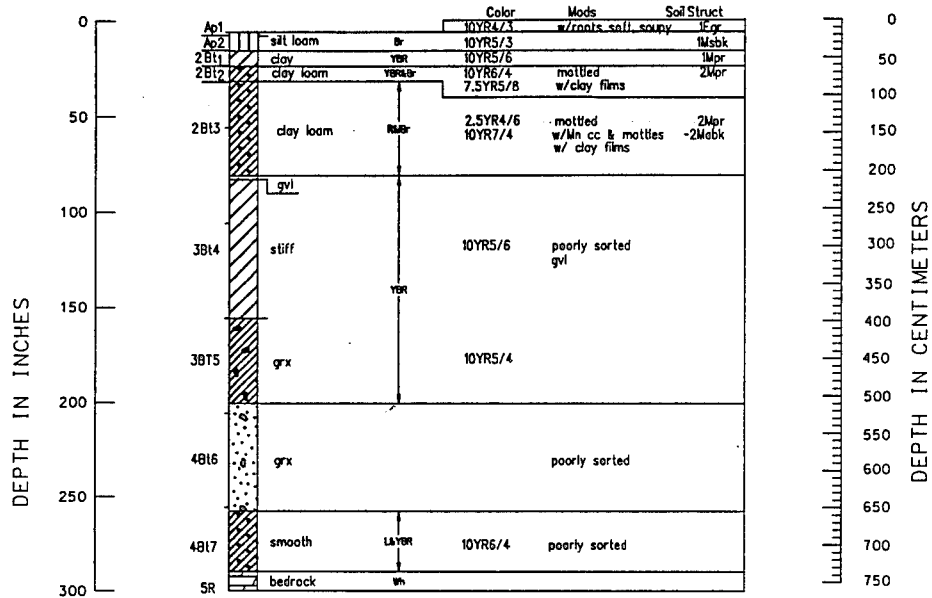 Color Mods Soil Struct
0 Ap1 10YR4/3 w/roots soft, soupy 1Fgr 0
Ap2 silt loam Br 10YR5/3 1Msbk
2Bt1 clay YBR 10YR5/6 1Mpr 50
2Bt2 clay loam YBR&Br 10YR6/4 mottled 2Mpr
7.5YR5/8 w/clay films 100
50 2Bt3 clay loam 2.5YR4/6 mottled 2Mpr
10YR7/4 w/Mn cc & mottles -2Mabk 150
w/ clay films
200
gvl
100 250
3Bt4 stiff 10YR5/6 poorly sorted 300
gvl
YBR 350
150 400
3BT5 grx 10YR5/4 450
500
200
550
4Bt6 grx poorly sorted 600
250 650
4Bt7 smooth L&YBR 10YR6/4 poorly sorted 700
5R bedrock Wh 750
300
DEPTH IN INCHES
DEPTH IN CENTIMETERS